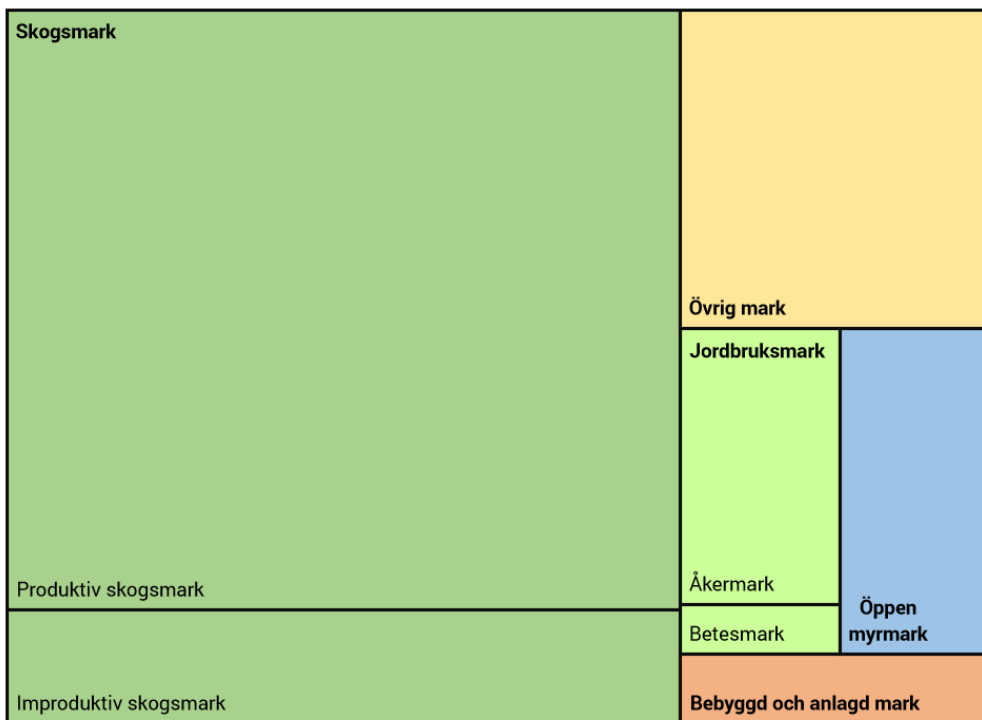 Skogsmark
Produktiv skogsmark
Improduktiv skogsmark
Övrig mark
Jordbruksmark
Åkermark
Betesmark
Öppen
myrmark
Bebyggd och anlagd mark